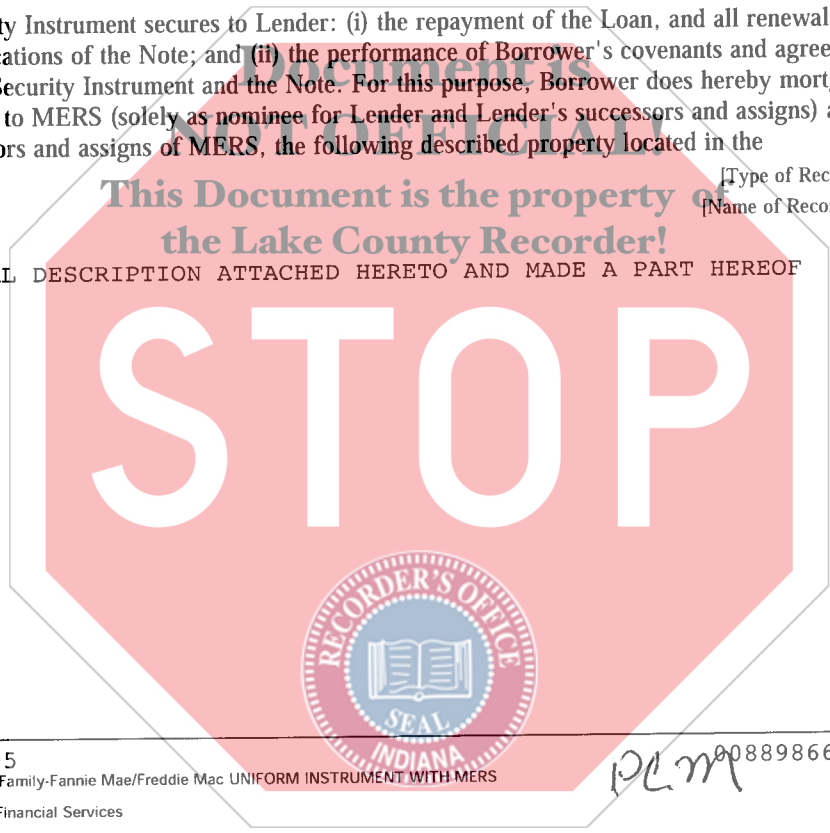 ty Instrument secures to Lender: (i) the repayment of the Loan, and all renewal
cations of the Note; and (ii) the performance of Borrower's covenants and agree
Security Instrument and the Note. For this purpose, Borrower does hereby mort
to MERS (solely as nominee for Lender and Lender's successors and assigns) a
ors and assigns of MERS, the following described property located in the
Document is
NOT OFFICIAL!
[Type of Rec
This Document is the property of
[Name of Reco
the Lake County Recorder!
L DESCRIPTION ATTACHED HERETO AND MADE A PART HEREOF
STOP
RECORDER'S OFFICE
SEAL
INDIANA
5
PLM
00889866
Family-Fannie Mae/Freddie Mac UNIFORM INSTRUMENT WITH MERS
Financial Services